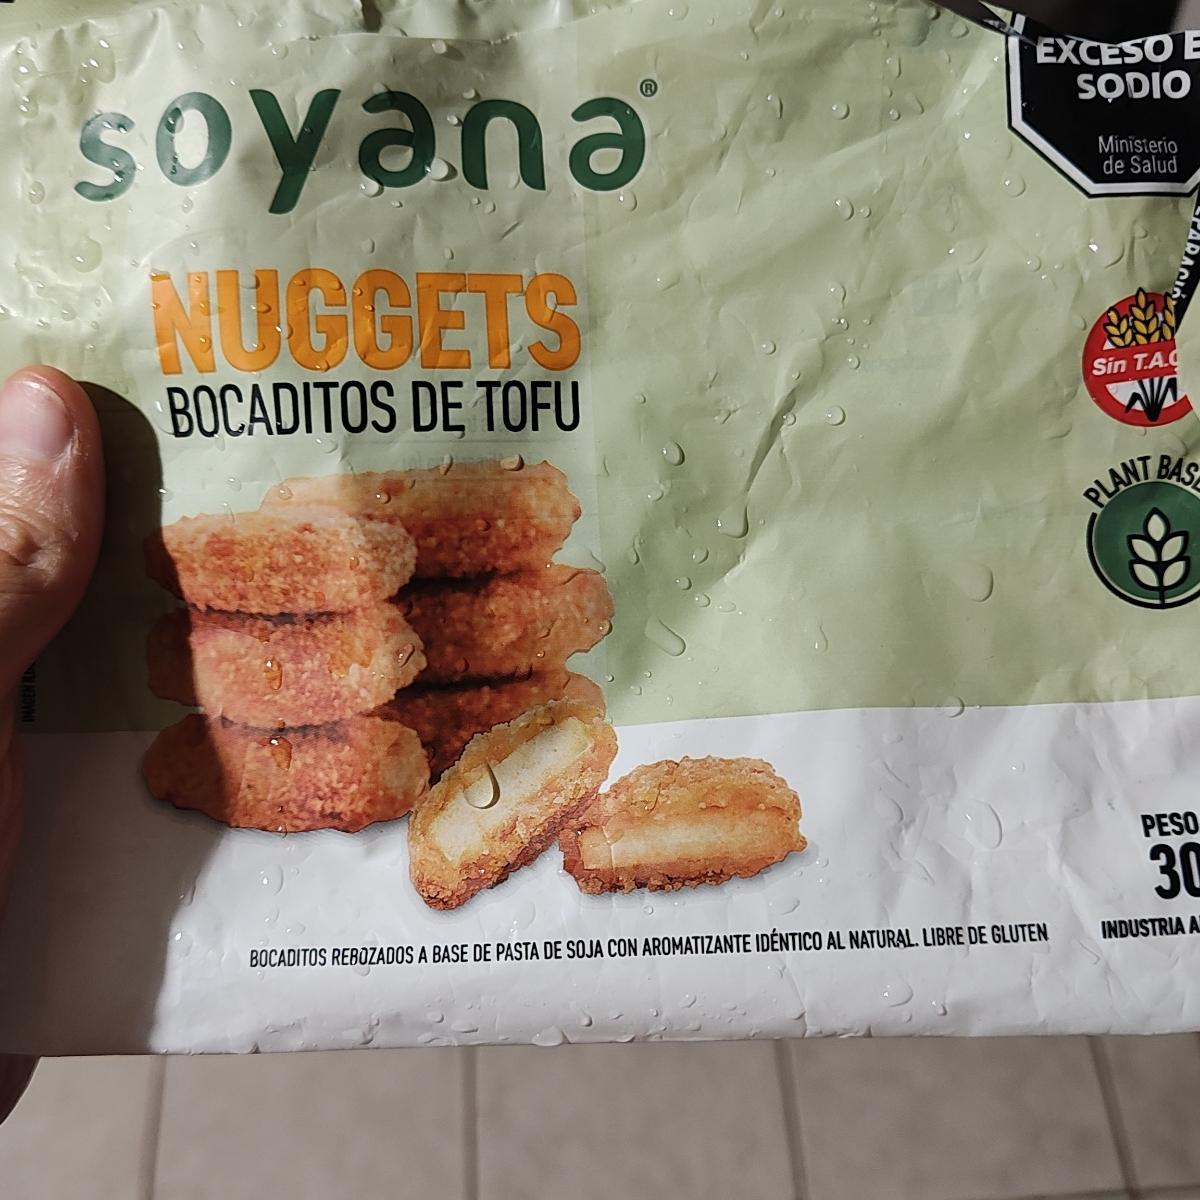 soyana®
EXCESO E
SODIO
Ministerio
de Salud
NUGGETS
BOCADITOS DE TOFU
Sin T.A.C
PLANT BASE
PESO
30
INDUSTRIA A
BOCADITOS REBOZADOS A BASE DE PASTA DE SOJA CON AROMATIZANTE IDÉNTICO AL NATURAL. LIBRE DE GLUTEN